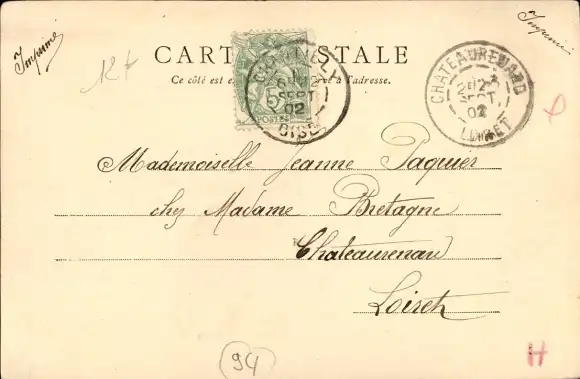 Imprimé
Imprimé
CARTE POSTALE
Ce côté est exclusivement réservé à l'adresse.
5
POSTES
SEPT
02
OISE
CHATEAURENARD
SEPT
02
LOIRET
Mademoiselle Jeanne Paquier
chez Madame Bretagne
Chateaurenard
Loiret
94
H